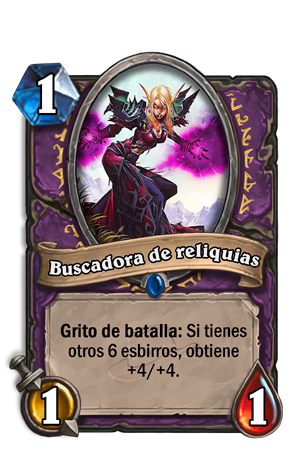 1
Buscadora de reliquias
Grito de batalla: Si tienes
otros 6 esbirros, obtiene
+4/+4.
1
1